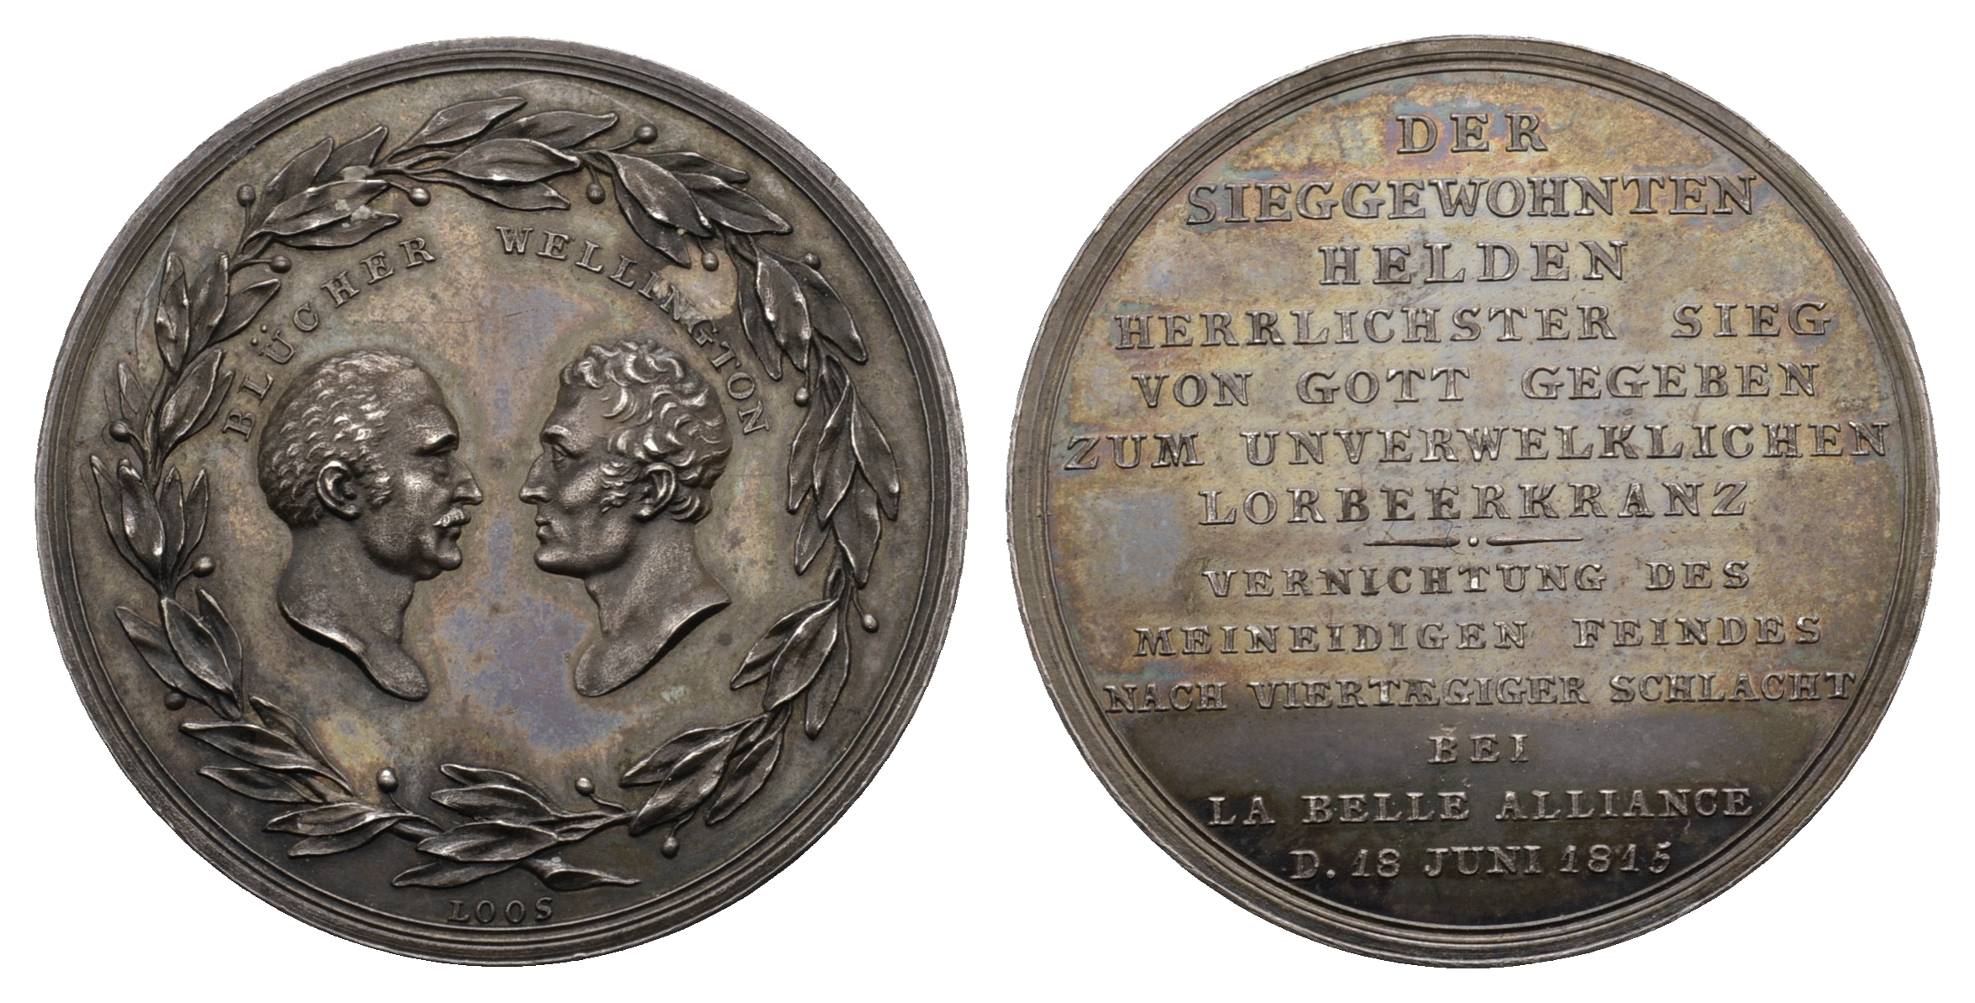 BLÜCHER WELLINGTON
LOOS
DER
SIEGGEWOHNTEN
HELDEN
HERRLICHSTER SIEG
VON GOTT GEGEBEN
ZUM UNVERWELKLICHEN
LORBEERKRANZ
VERNICHTUNG DES
MEINEIDIGEN FEINDES
NACH VIERTÆGIGER SCHLACHT
BEI
LA BELLE ALLIANCE
D. 18 JUNI 1815